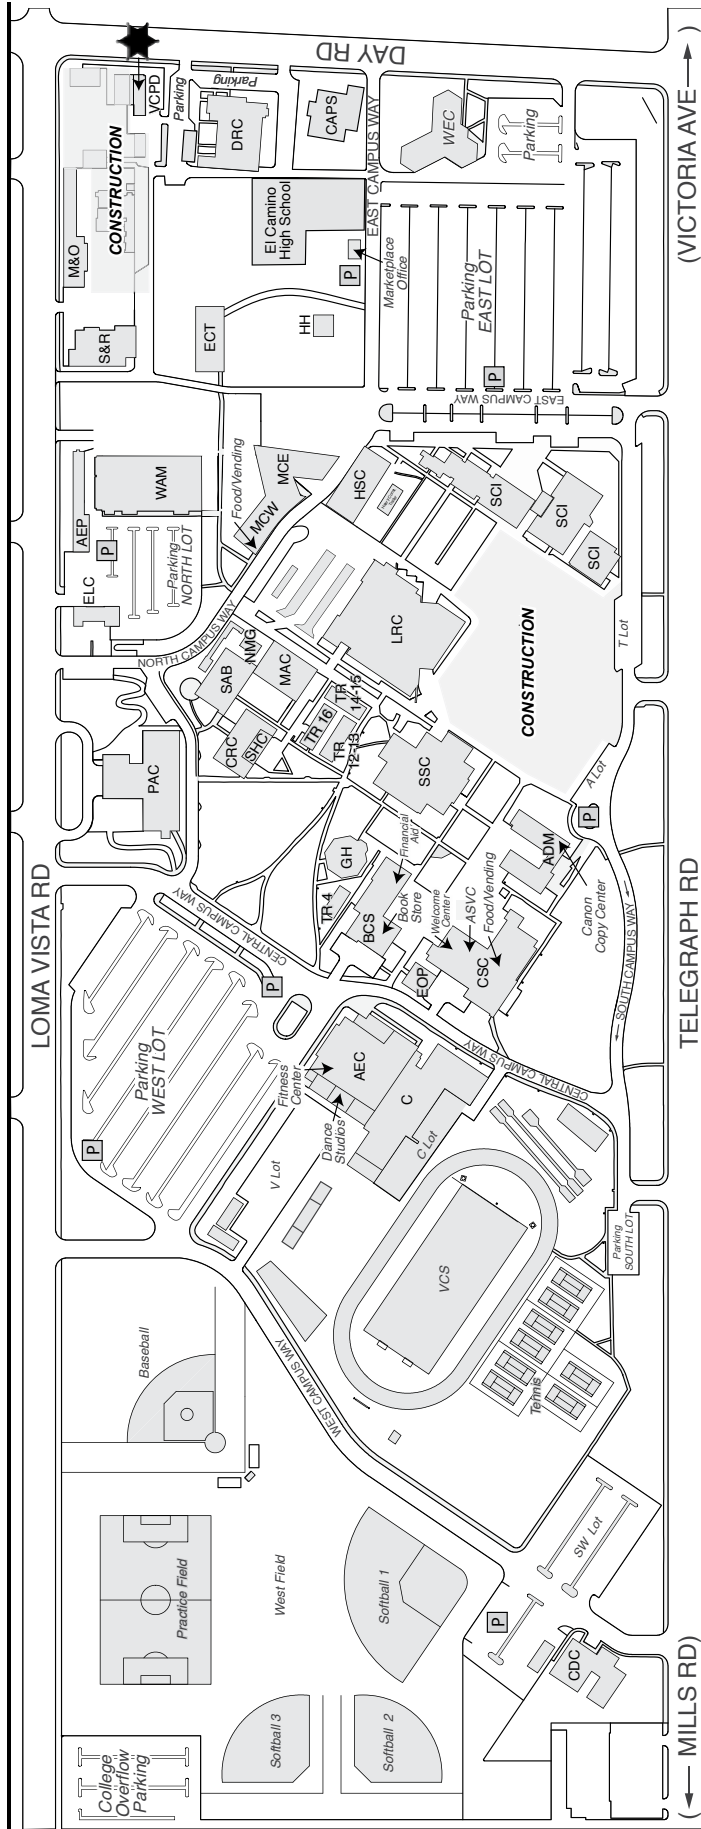 DAY RD
(VICTORIA AVE →)
VCPD
Parking
Parking
DRC
CAPS
EAST CAMPUS WAY
WEC
Parking
CONSTRUCTION
M&O
El Camino
High School
P
Marketplace
Office
Parking
EAST LOT
P
S&R
ECT
HH
EAST CAMPUS WAY
AEP
WAM
Food/Vending
MCE
MCW
HSC
SCI
SCI
SCI
P
Parking
NORTH LOT
ELC
NORTH CAMPUS WAY
NMG
SAB
MAC
LRC
CONSTRUCTION
T Lot
TR
14-15
TR 16
TR
12-13
CRC
SHC
SSC
PAC
A Lot
P
LOMA VISTA RD
TELEGRAPH RD
GH
Financial
Aid
ADM
TR-4
BCS
Book
Store
Welcome
Center
ASVC
Food/Vending
Canon
Copy Center
CENTRAL CAMPUS WAY
P
EOP
CSC
← SOUTH CAMPUS WAY →
Parking
WEST LOT
P
Fitness
Center
AEC
CENTRAL CAMPUS WAY
Dance
Studios
C
C Lot
V Lot
Parking
SOUTH LOT
VCS
Baseball
WEST CAMPUS WAY
Tennis
SW Lot
Practice Field
West Field
Softball 1
P
CDC
Softball 3
Softball 2
College
Overflow
Parking
(← MILLS RD)